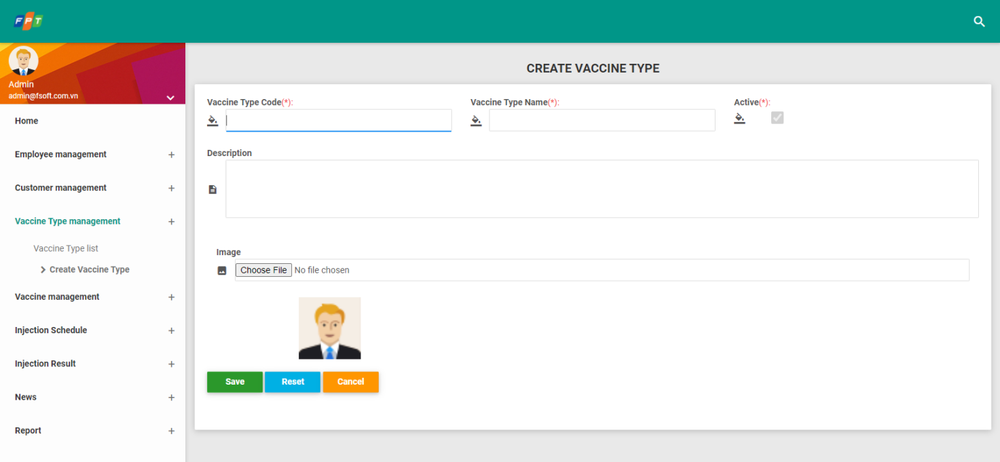 FPT
Admin
admin@fsoft.com.vn
Home
Employee management
Customer management
Vaccine Type management
Vaccine Type list
Create Vaccine Type
Vaccine management
Injection Schedule
Injection Result
News
Report
CREATE VACCINE TYPE
Vaccine Type Code(*):
Vaccine Type Name(*):
Active(*):
Description
Image
Choose File No file chosen
Save Reset Cancel